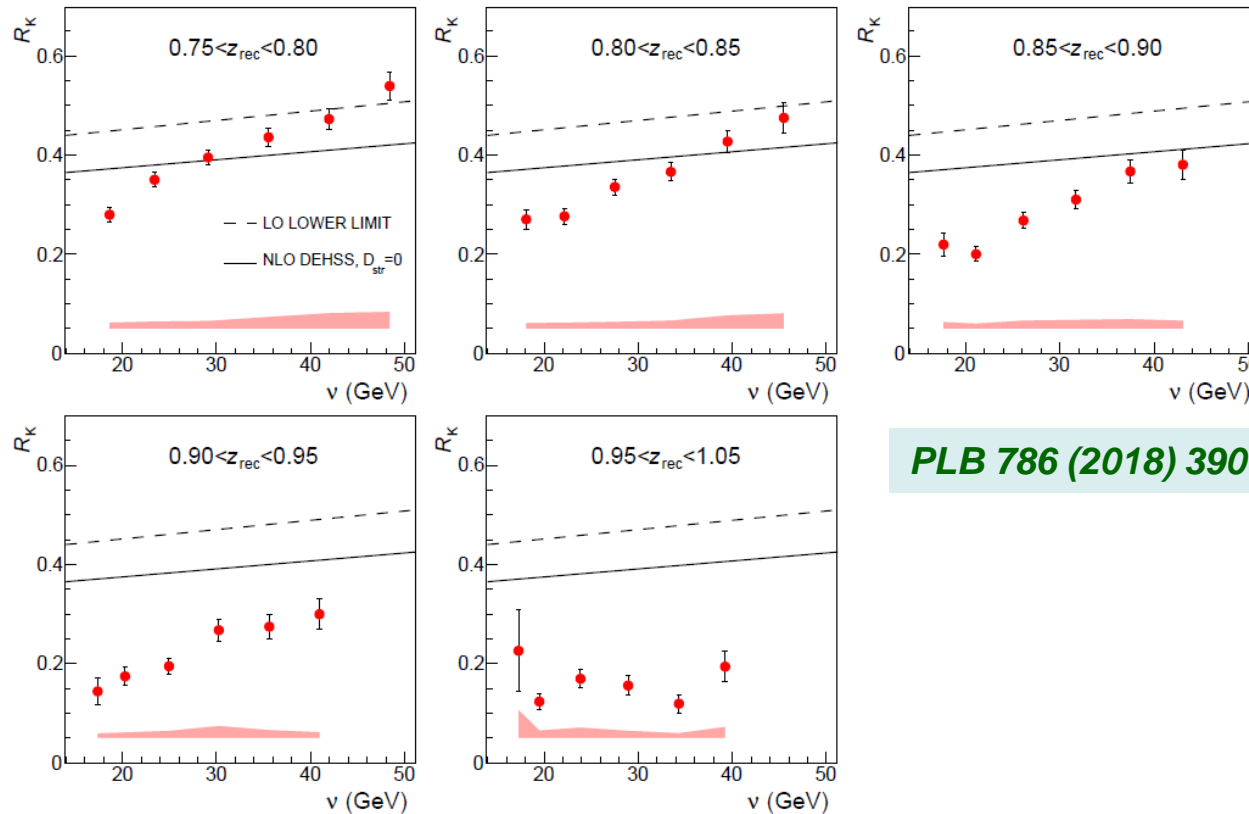 R_K
0.75<z_rec<0.80
0.6
0.4
0.2
0
LO LOWER LIMIT
NLO DEHSS, D_str=0
20 30 40 50
ν (GeV)
R_K
0.80<z_rec<0.85
0.6
0.4
0.2
0
20 30 40 50
ν (GeV)
R_K
0.85<z_rec<0.90
0.6
0.4
0.2
0
20 30 40 50
ν (GeV)
R_K
0.90<z_rec<0.95
0.6
0.4
0.2
0
20 30 40 50
ν (GeV)
R_K
0.95<z_rec<1.05
0.6
0.4
0.2
0
20 30 40 50
ν (GeV)
PLB 786 (2018) 390